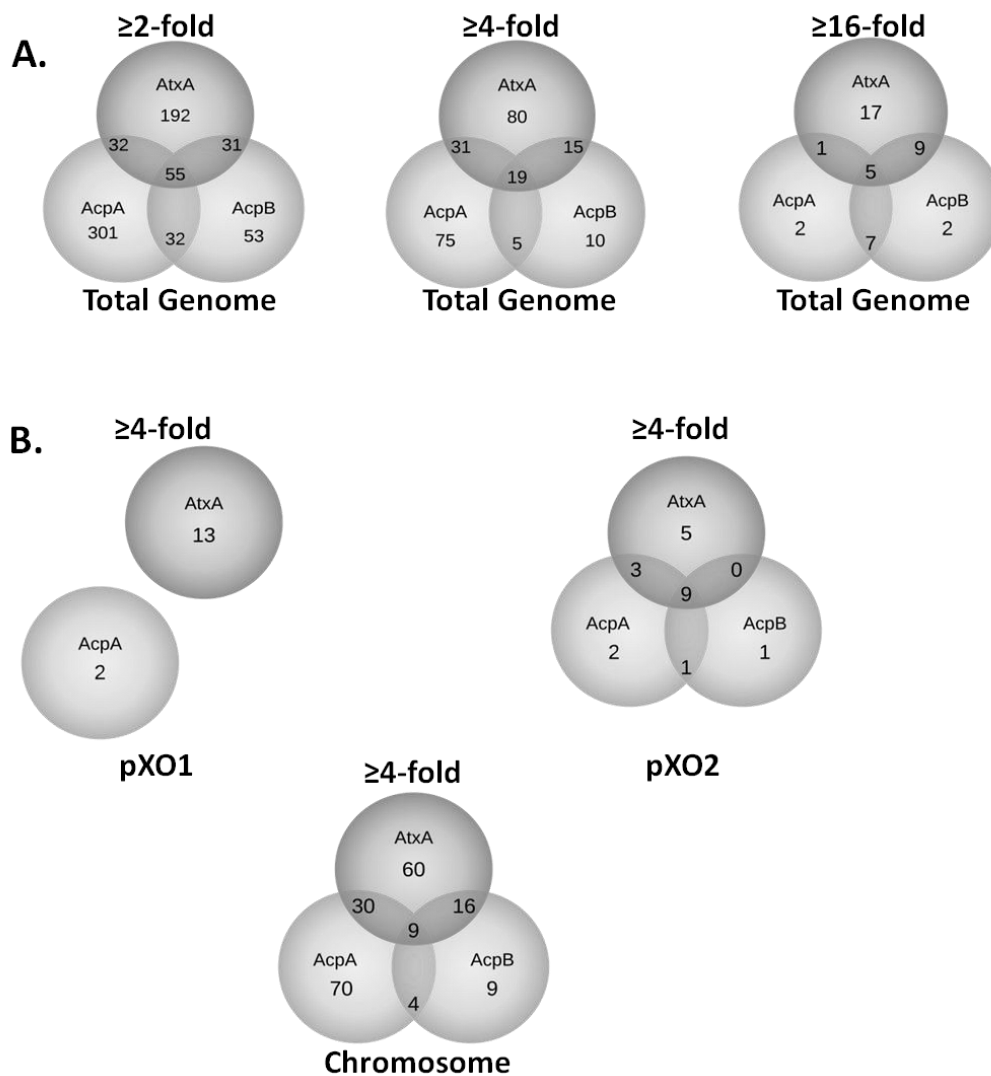 A.
≥2-fold
AtxA
192
32
31
55
AcpA
301
AcpB
53
32
Total Genome
≥4-fold
AtxA
80
31
15
19
AcpA
75
AcpB
10
5
Total Genome
≥16-fold
AtxA
17
1
9
5
AcpA
2
AcpB
2
7
Total Genome
B.
≥4-fold
AtxA
13
AcpA
2
pXO1
≥4-fold
AtxA
5
3
0
9
AcpA
2
AcpB
1
1
pXO2
≥4-fold
AtxA
60
30
16
9
AcpA
70
AcpB
9
4
Chromosome